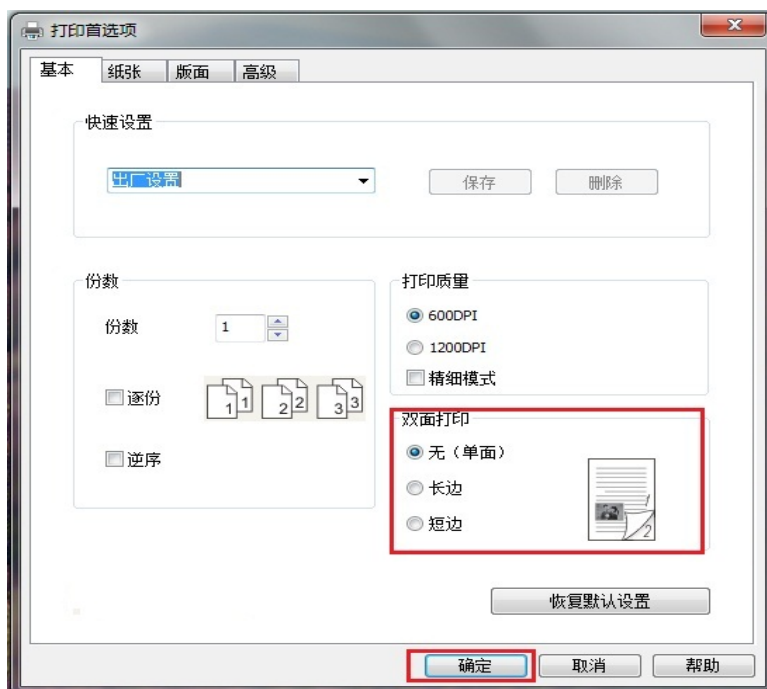 打印首选项
基本 纸张 版面 高级
快速设置
出厂设置 保存 删除
份数
份数 1
逐份 1 1 2 2 3 3
逆序
打印质量
600DPI
1200DPI
精细模式
双面打印
无（单面）
长边
短边
1
2
恢复默认设置
确定 取消 帮助